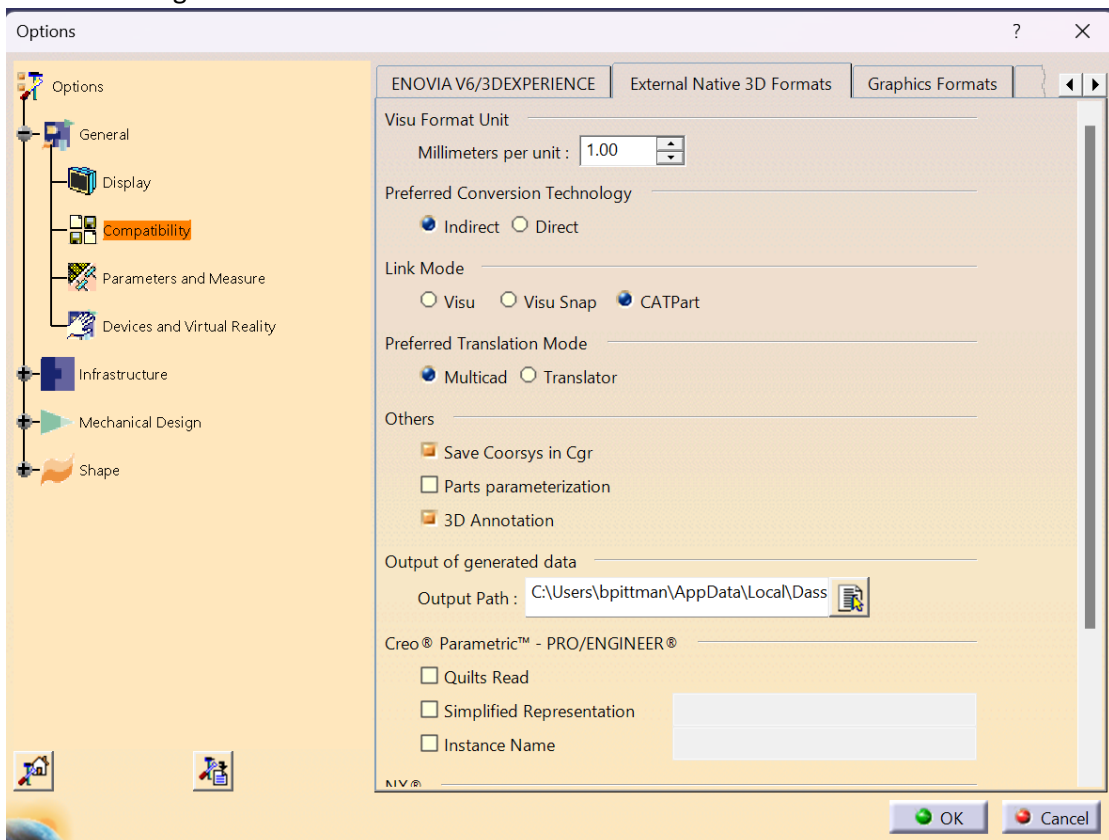 Options
?
Options
General
Display
Compatibility
Parameters and Measure
Devices and Virtual Reality
Infrastructure
Mechanical Design
Shape
ENOVIA V6/3DEXPERIENCE
External Native 3D Formats
Graphics Formats
Visu Format Unit
Millimeters per unit : 1.00
Preferred Conversion Technology
Indirect Direct
Link Mode
Visu Visu Snap CATPart
Preferred Translation Mode
Multicad Translator
Others
Save Coorsys in Cgr
Parts parameterization
3D Annotation
Output of generated data
Output Path : C:\Users\bpittman\AppData\Local\Dass
Creo® Parametric™ - PRO/ENGINEER®
Quilts Read
Simplified Representation
Instance Name
NX®
OK Cancel